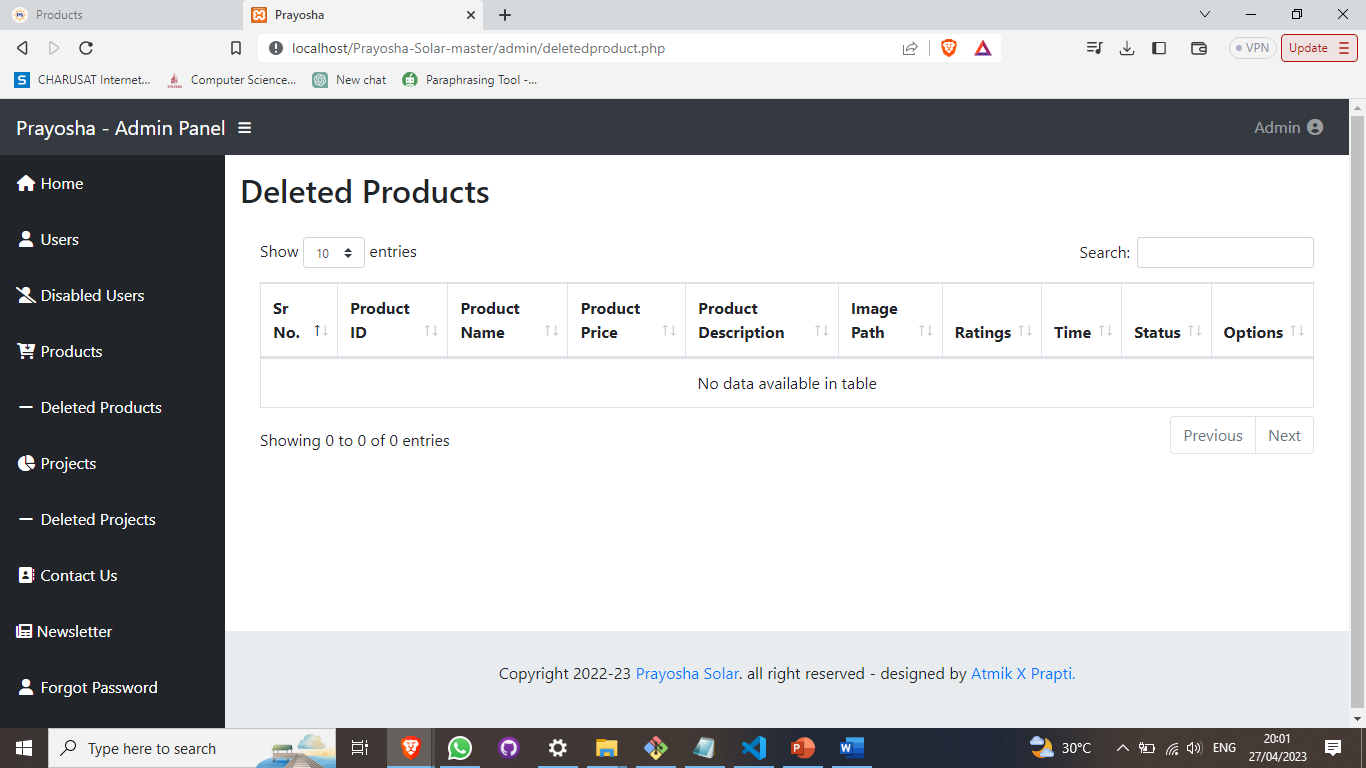 Products
Prayosha
localhost/Prayosha-Solar-master/admin/deletedproduct.php
VPN
Update
CHARUSAT Internet...
Computer Science...
New chat
Paraphrasing Tool -...
Prayosha - Admin Panel
Admin
Home
Users
Disabled Users
Products
Deleted Products
Projects
Deleted Projects
Contact Us
Newsletter
Forgot Password
Deleted Products
Show 10 entries
Search:
Sr No.
Product ID
Product Name
Product Price
Product Description
Image Path
Ratings
Time
Status
Options
No data available in table
Showing 0 to 0 of 0 entries
Previous
Next
Copyright 2022-23 Prayosha Solar. all right reserved - designed by Atmik X Prapti.
Type here to search
30°C
ENG
20:01
27/04/2023